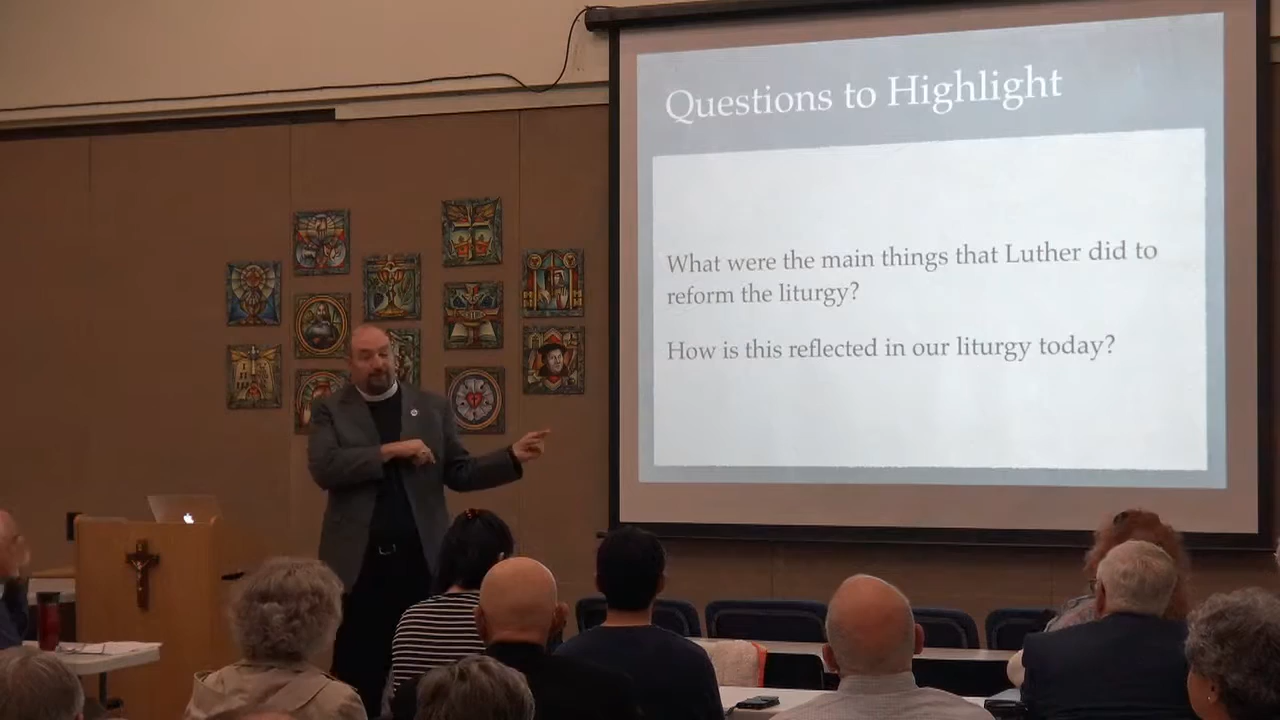 Questions to Highlight
What were the main things that Luther did to
reform the liturgy?
How is this reflected in our liturgy today?